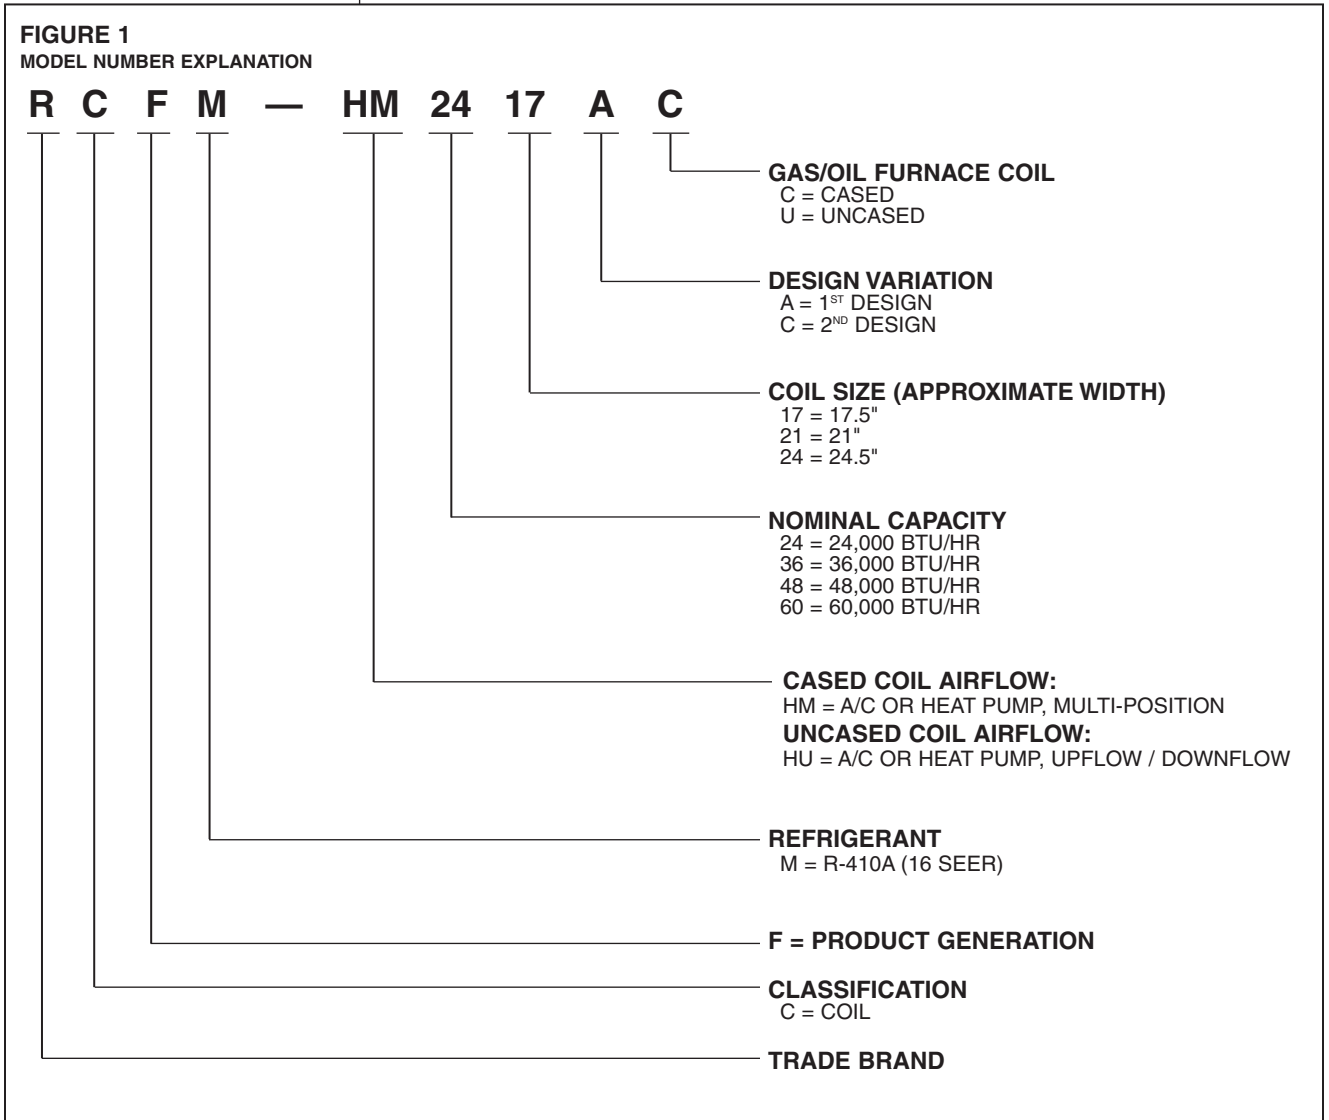 FIGURE 1
MODEL NUMBER EXPLANATION
R C F M — HM 24 17 A C
GAS/OIL FURNACE COIL
C = CASED
U = UNCASED
DESIGN VARIATION
A = 1ST DESIGN
C = 2ND DESIGN
COIL SIZE (APPROXIMATE WIDTH)
17 = 17.5"
21 = 21"
24 = 24.5"
NOMINAL CAPACITY
24 = 24,000 BTU/HR
36 = 36,000 BTU/HR
48 = 48,000 BTU/HR
60 = 60,000 BTU/HR
CASED COIL AIRFLOW:
HM = A/C OR HEAT PUMP, MULTI-POSITION
UNCASED COIL AIRFLOW:
HU = A/C OR HEAT PUMP, UPFLOW / DOWNFLOW
REFRIGERANT
M = R-410A (16 SEER)
F = PRODUCT GENERATION
CLASSIFICATION
C = COIL
TRADE BRAND